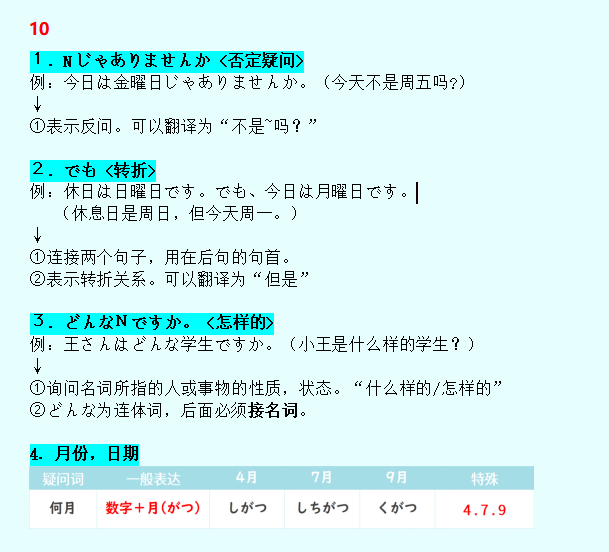 10
１．Nじゃありませんか <否定疑问>
例：今日は金曜日じゃありませんか。（今天不是周五吗?）
↓
①表示反问。可以翻译为“不是~吗？”
２．でも <转折>
例：休日は日曜日です。でも、今日は月曜日です。
（休息日是周日，但今天周一。）
↓
①连接两个句子，用在后句的句首。
②表示转折关系。可以翻译为“但是”
３．どんなＮですか。<怎样的>
例：王さんはどんな学生ですか。（小王是什么样的学生？）
↓
①询问名词所指的人或事物的性质，状态。“什么样的/怎样的”
②どんな为连体词，后面必须接名词。
4. 月份，日期
疑问词 一般表达 4月 7月 9月 特殊
何月 数字＋月(がつ) しがつ しちがつ くがつ 4.7.9